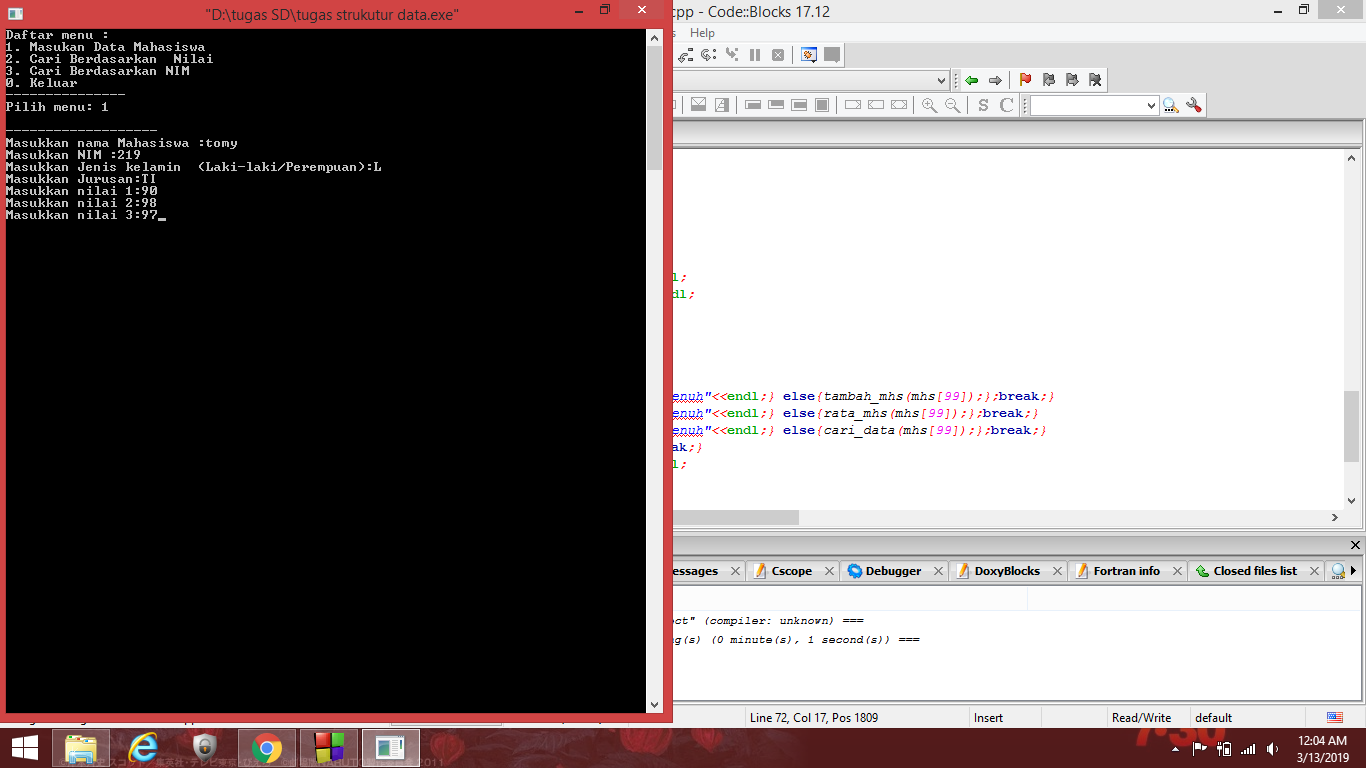 "D:\tugas SD\tugas strukutur data.exe"
cpp - Code::Blocks 17.12
Help
Daftar menu :
1. Masukan Data Mahasiswa
2. Cari Berdasarkan  Nilai
3. Cari Berdasarkan NIM
0. Keluar
---------------
Pilih menu: 1
-------------------
Masukkan nama Mahasiswa :tomy
Masukkan NIM :219
Masukkan Jenis kelamin  (Laki-laki/Perempuan):L
Masukkan Jurusan:TI
Masukkan nilai 1:90
Masukkan nilai 2:98
Masukkan nilai 3:97_
S C
l;
dl;
enuh"<<endl;} else{tambah_mhs(mhs[99]);};break;}
enuh"<<endl;} else{rata_mhs(mhs[99]);};break;}
enuh"<<endl;} else{cari_data(mhs[99]);};break;}
ak;}
l;
essages Cscope Debugger DoxyBlocks Fortran info Closed files list
ct" (compiler: unknown) ===
g(s) (0 minute(s), 1 second(s)) ===
Line 72, Col 17, Pos 1809 Insert Read/Write default
12:04 AM
3/13/2019